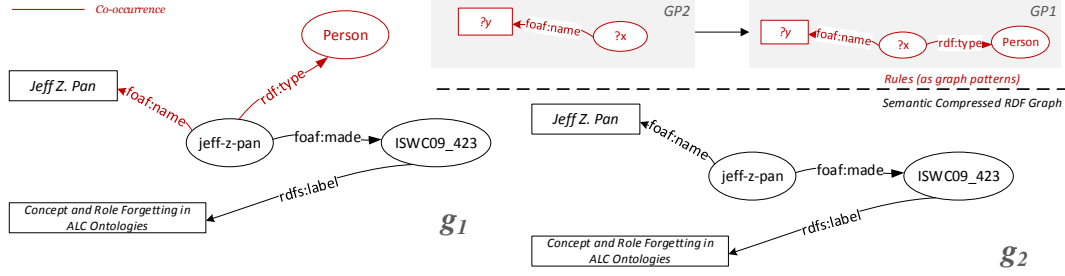 Co-occurrence
Person
Jeff Z. Pan
foaf:name
rdf:type
jeff-z-pan
foaf:made
ISWC09_423
rdfs:label
Concept and Role Forgetting in
ALC Ontologies
g1
GP2
?y
foaf:name
?x
GP1
?y
foaf:name
?x
rdf:type
Person
Rules (as graph patterns)
Semantic Compressed RDF Graph
Jeff Z. Pan
foaf:name
jeff-z-pan
foaf:made
ISWC09_423
rdfs:label
Concept and Role Forgetting in
ALC Ontologies
g2